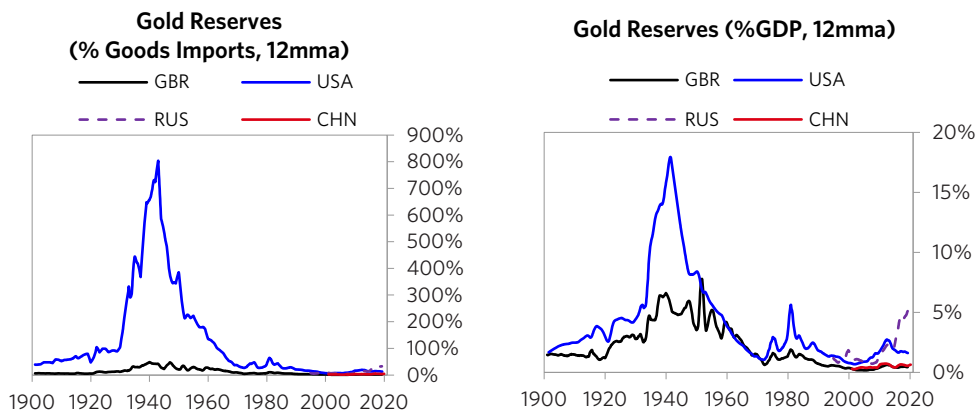 Gold Reserves
(% Goods Imports, 12mma)
GBR USA
RUS CHN
900%
800%
700%
600%
500%
400%
300%
200%
100%
0%
1900 1920 1940 1960 1980 2000 2020
Gold Reserves (%GDP, 12mma)
GBR USA
RUS CHN
20%
15%
10%
5%
0%
1900 1920 1940 1960 1980 2000 2020